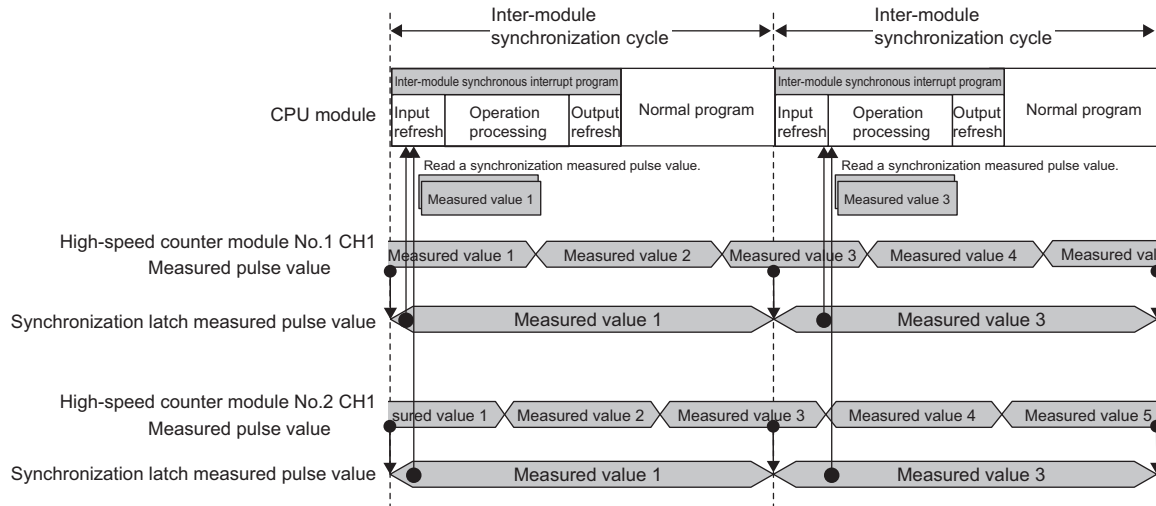 Inter-module
synchronization cycle
Inter-module
synchronization cycle
CPU module
Inter-module synchronous interrupt program
Input
refresh
Operation
processing
Output
refresh
Normal program
Inter-module synchronous interrupt program
Input
refresh
Operation
processing
Output
refresh
Normal program
Read a synchronization measured pulse value.
Measured value 1
Read a synchronization measured pulse value.
Measured value 3
High-speed counter module No.1 CH1
Measured pulse value
Measured value 1
Measured value 2
Measured value 3
Measured value 4
Measured val
Synchronization latch measured pulse value
Measured value 1
Measured value 3
High-speed counter module No.2 CH1
Measured pulse value
sured value 1
Measured value 2
Measured value 3
Measured value 4
Measured value 5
Synchronization latch measured pulse value
Measured value 1
Measured value 3